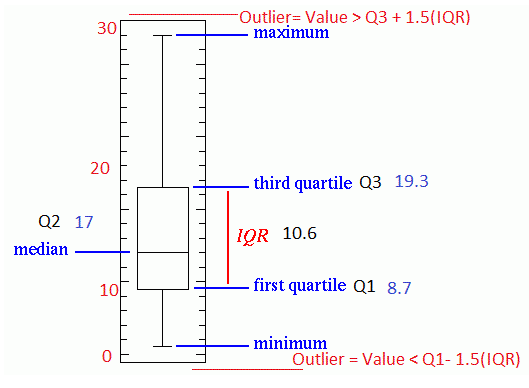 Outlier= Value > Q3 + 1.5(IQR)
30
maximum
20
third quartile Q3 19.3
Q2 17
IQR 10.6
median
10
first quartile Q1 8.7
minimum
0
Outlier = Value < Q1- 1.5(IQR)